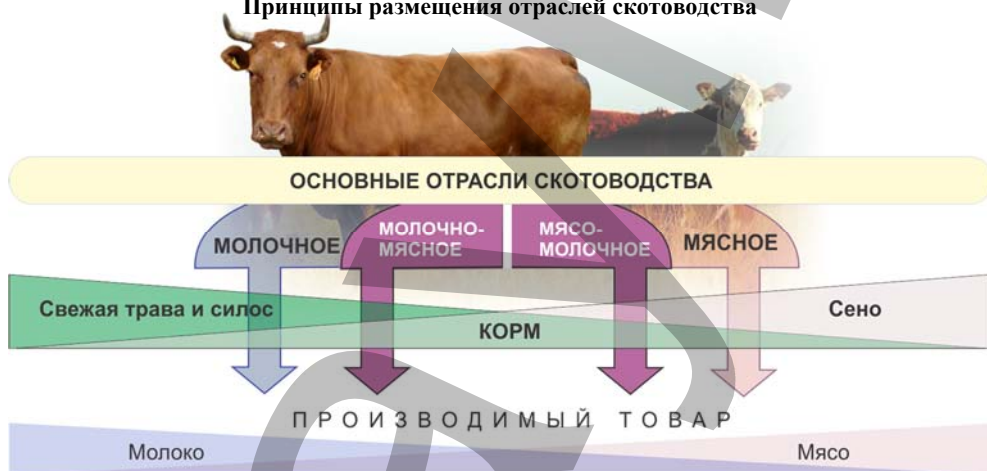 Принципы размещения отраслей скотоводства
ОСНОВНЫЕ ОТРАСЛИ СКОТОВОДСТВА
МОЛОЧНОЕ
МОЛОЧНО-
МЯСНОЕ
МЯСО-
МОЛОЧНОЕ
МЯСНОЕ
Свежая трава и силос
КОРМ
Сено
ПРОИЗВОДИМЫЙ ТОВАР
Молоко
Мясо